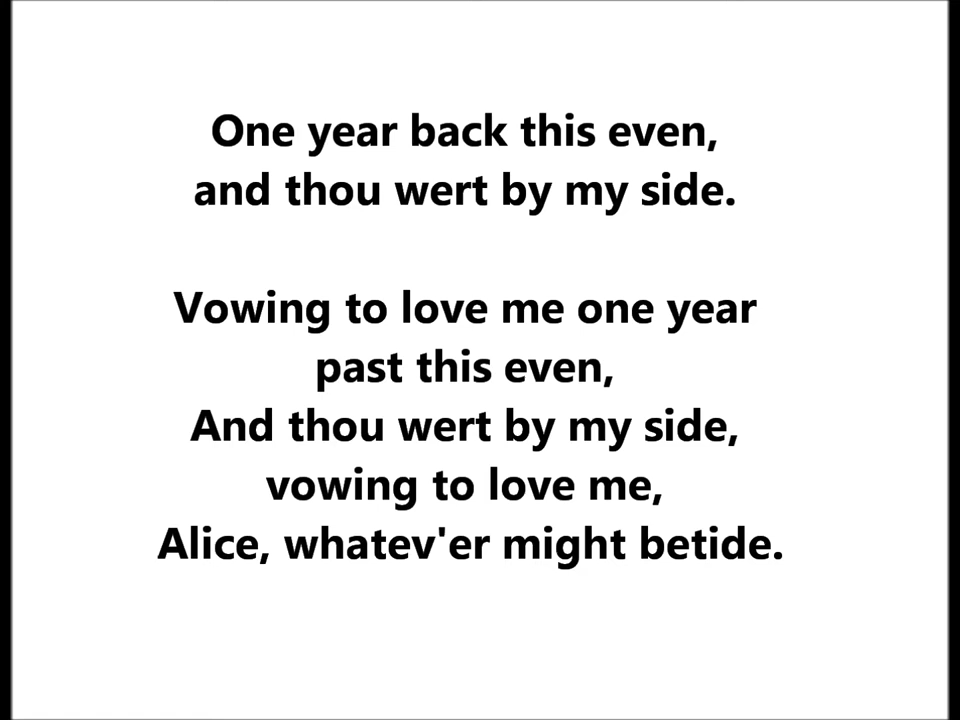 One year back this even,
and thou wert by my side.
Vowing to love me one year
past this even,
And thou wert by my side,
vowing to love me,
Alice, whatev'er might betide.